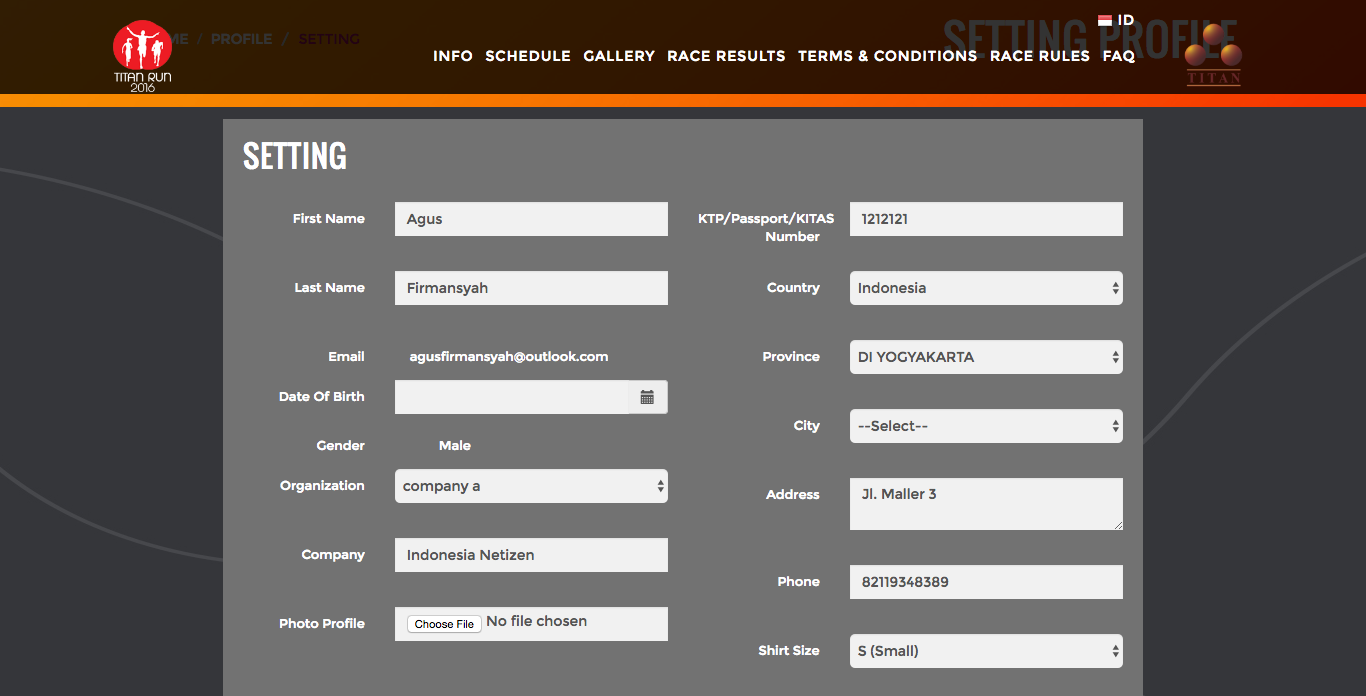 ID
SETTING PROFILE
ME / PROFILE / SETTING
INFO SCHEDULE GALLERY RACE RESULTS TERMS & CONDITIONS RACE RULES FAQ
TITAN RUN
2016
TITAN
SETTING
First Name
Agus
Last Name
Firmansyah
Email
agusfirmansyah@outlook.com
Date Of Birth
Gender
Male
Organization
company a
Company
Indonesia Netizen
Photo Profile
Choose File No file chosen
KTP/Passport/KITAS
Number
1212121
Country
Indonesia
Province
DI YOGYAKARTA
City
--Select--
Address
Jl. Maller 3
Phone
82119348389
Shirt Size
S (Small)